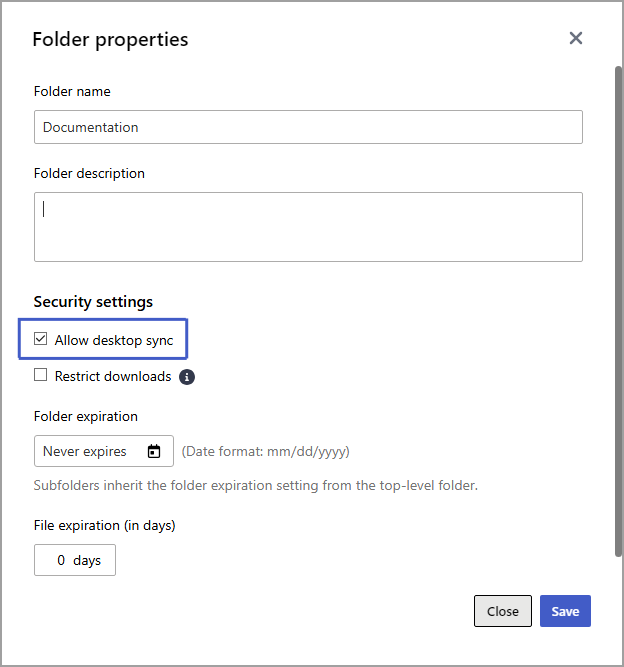 Folder properties
Folder name
Documentation
Folder description
Security settings
Allow desktop sync
Restrict downloads
Folder expiration
Never expires (Date format: mm/dd/yyyy)
Subfolders inherit the folder expiration setting from the top-level folder.
File expiration (in days)
0 days
Close Save